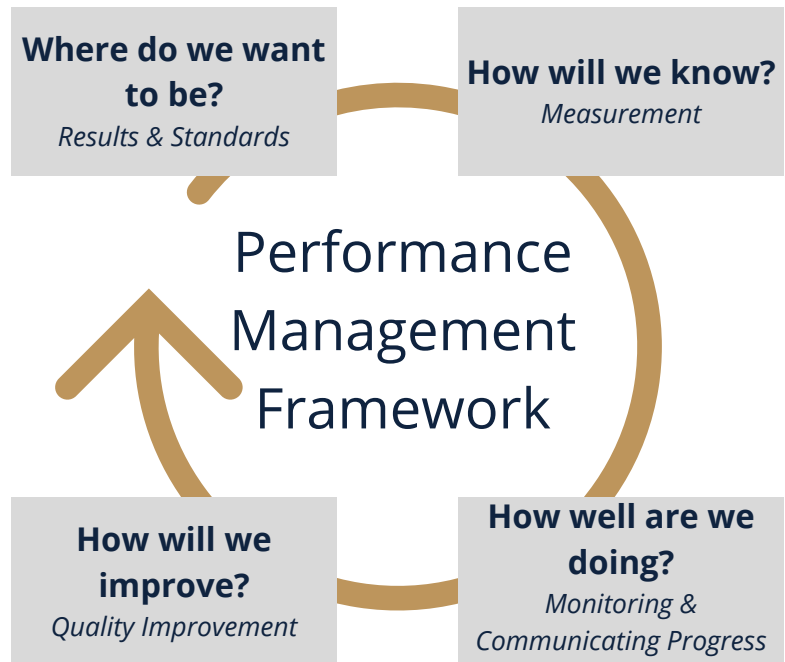 Where do we want
to be?
Results & Standards
How will we know?
Measurement
Performance
Management
Framework
How will we
improve?
Quality Improvement
How well are we
doing?
Monitoring &
Communicating Progress